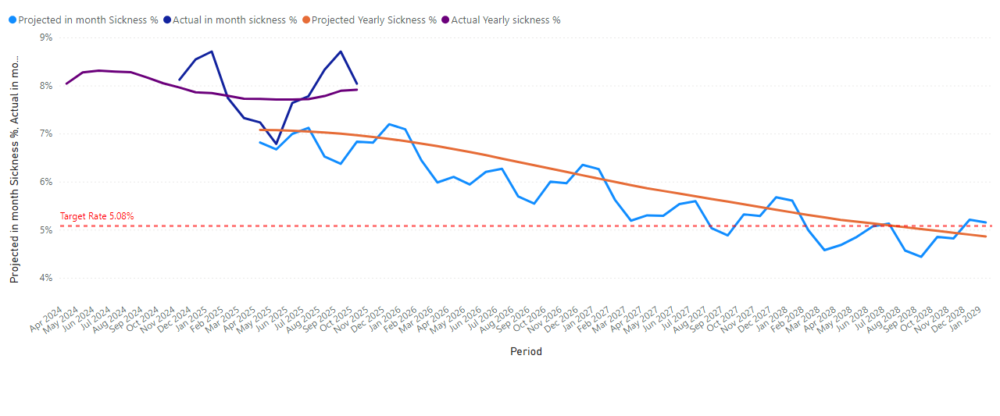 Projected in month Sickness % Actual in month sickness % Projected Yearly Sickness % Actual Yearly sickness %
Projected in month Sickness %, Actual in mo...
9%
8%
7%
6%
Target Rate 5.08%
5%
4%
Apr 2024
May 2024
Jun 2024
Jul 2024
Aug 2024
Sep 2024
Oct 2024
Nov 2024
Dec 2024
Jan 2025
Feb 2025
Mar 2025
Apr 2025
May 2025
Jun 2025
Jul 2025
Aug 2025
Sep 2025
Oct 2025
Nov 2025
Dec 2025
Jan 2026
Feb 2026
Mar 2026
Apr 2026
May 2026
Jun 2026
Jul 2026
Aug 2026
Sep 2026
Oct 2026
Nov 2026
Dec 2026
Jan 2027
Feb 2027
Mar 2027
Apr 2027
May 2027
Jun 2027
Jul 2027
Aug 2027
Sep 2027
Oct 2027
Nov 2027
Dec 2027
Jan 2028
Feb 2028
Mar 2028
Apr 2028
May 2028
Jun 2028
Jul 2028
Aug 2028
Sep 2028
Oct 2028
Nov 2028
Dec 2028
Jan 2029
Period